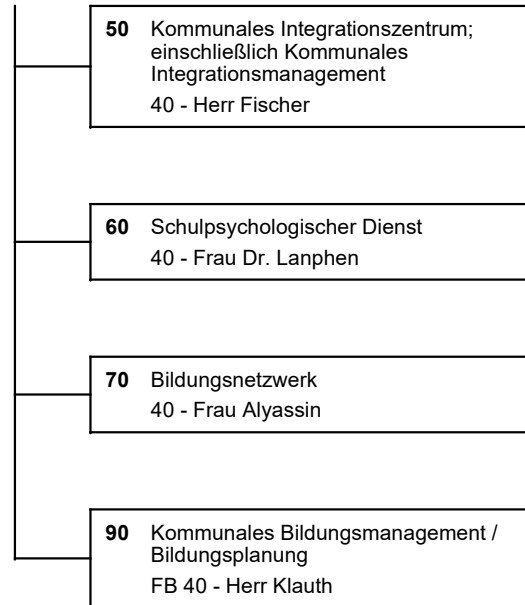 50 Kommunales Integrationszentrum;
einschließlich Kommunales
Integrationsmanagement
40 - Herr Fischer
60 Schulpsychologischer Dienst
40 - Frau Dr. Lanphen
70 Bildungsnetzwerk
40 - Frau Alyassin
90 Kommunales Bildungsmanagement /
Bildungsplanung
FB 40 - Herr Klauth